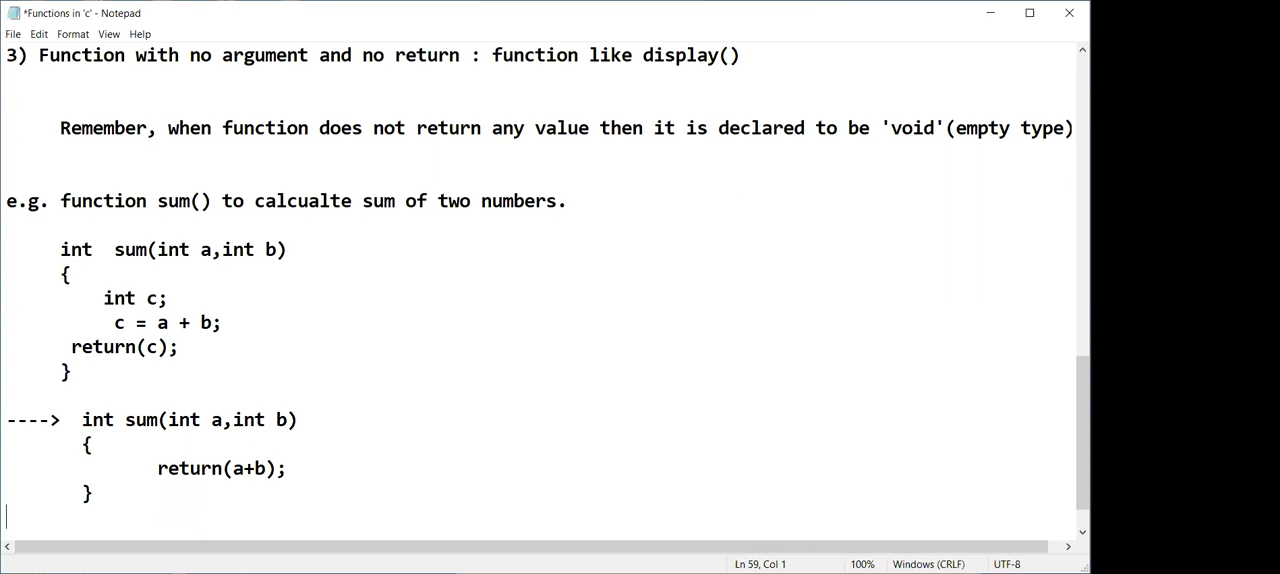 *Functions in 'c' - Notepad
File Edit Format View Help
3) Function with no argument and no return : function like display()
Remember, when function does not return any value then it is declared to be 'void'(empty type)
e.g. function sum() to calcualte sum of two numbers.
int  sum(int a,int b)
{
int c;
c = a + b;
return(c);
}
----> int sum(int a,int b)
{
return(a+b);
}
Ln 59, Col 1 100% Windows (CRLF) UTF-8